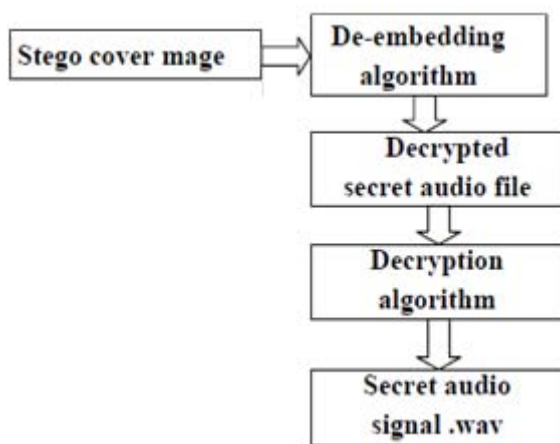 Stego cover mage
De-embedding
algorithm
Decrypted
secret audio file
Decryption
algorithm
Secret audio
signal .wav